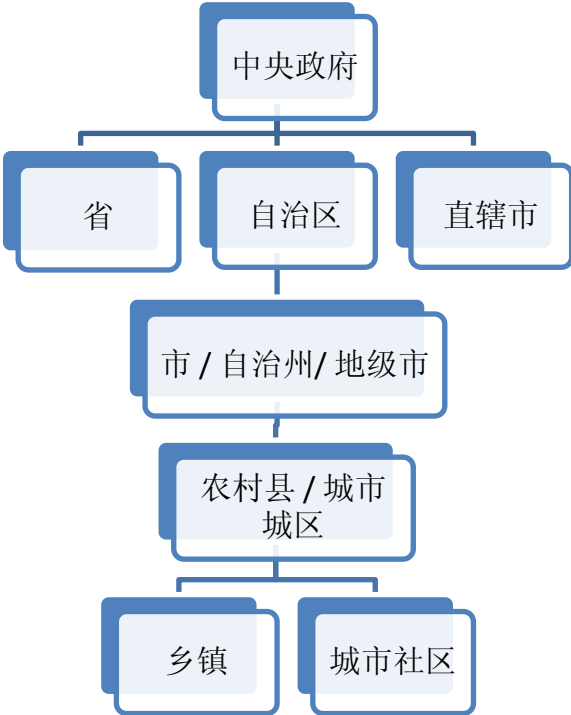 中央政府
省
自治区
直辖市
市 / 自治州/ 地级市
农村县 / 城市
城区
乡镇
城市社区